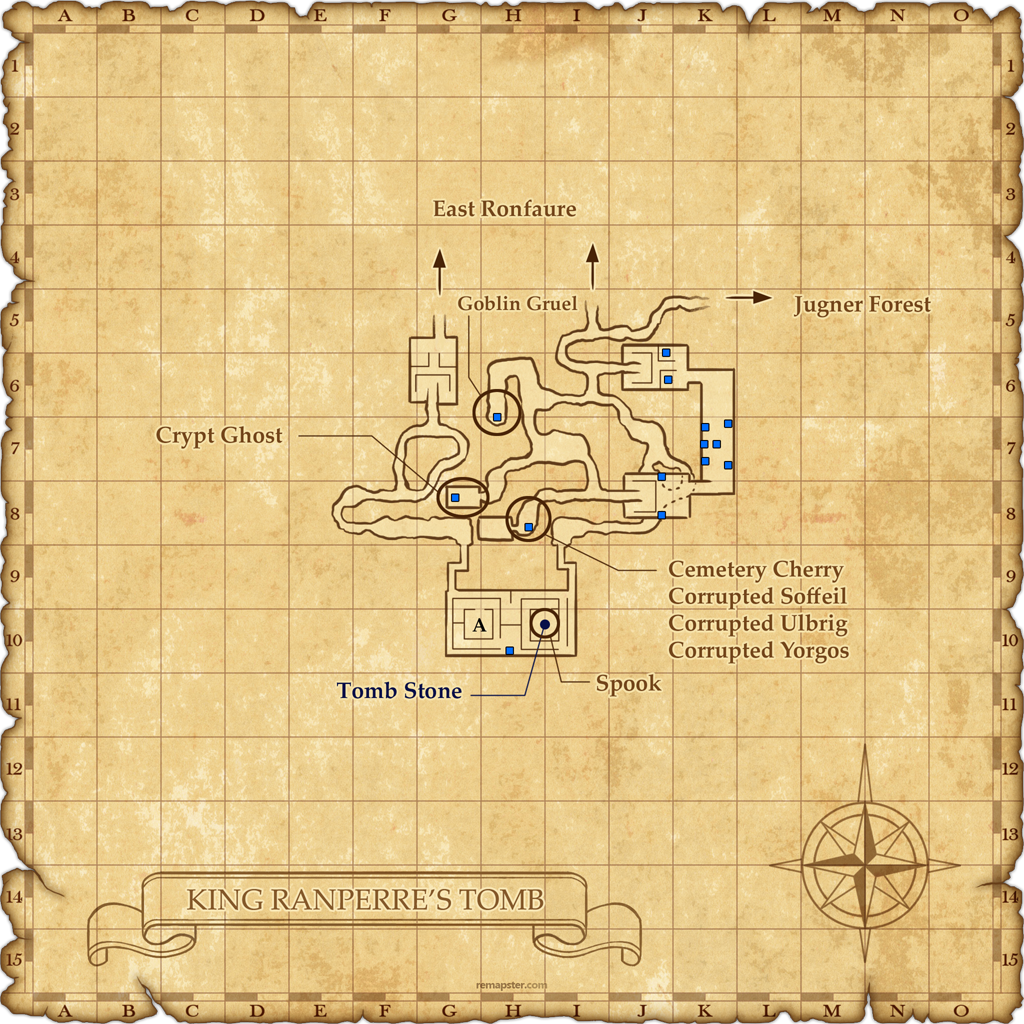 A B C D E F G H I J K L M N O
1 1
2 2
3 3
East Ronfaure
4 4
Goblin Gruel
Jugner Forest
5 5
6 6
Crypt Ghost
7 7
8 8
Cemetery Cherry
9 9
Corrupted Soffeil
Corrupted Ulbrig
A
10 10
Corrupted Yorgos
Spook
Tomb Stone
11 11
12 12
13 13
KING RANPERRE'S TOMB
14 14
15 15
remapster.com
A B C D E F G H I J K L M N O